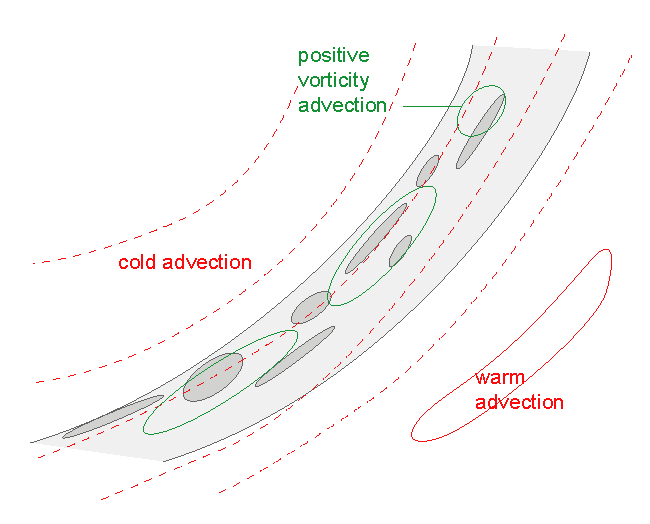 positive
vorticity
advection
cold advection
warm
advection